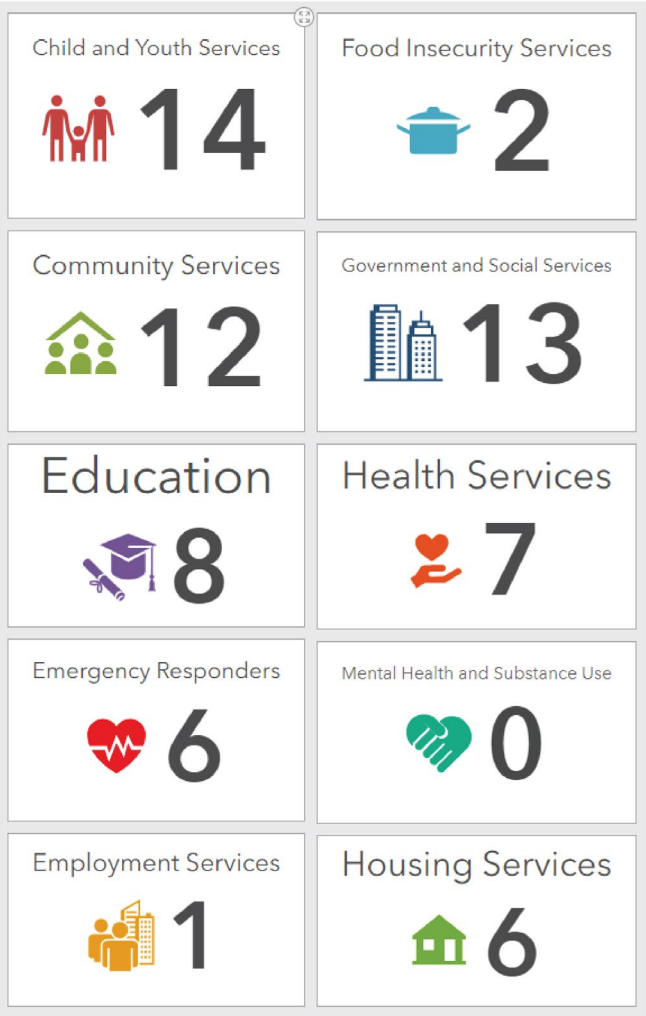 Child and Youth Services
14
Food Insecurity Services
2
Community Services
12
Government and Social Services
13
Education
8
Health Services
7
Emergency Responders
6
Mental Health and Substance Use
0
Employment Services
1
Housing Services
6